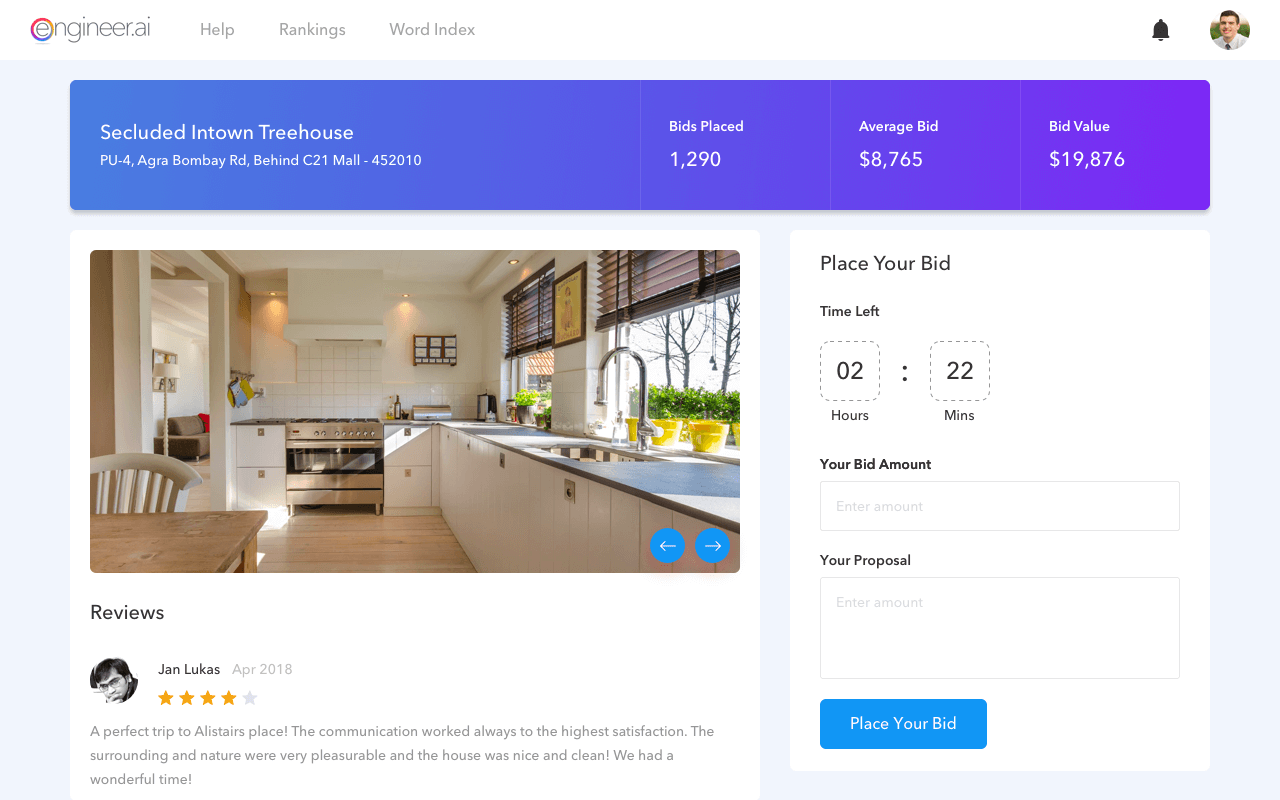 engineer.ai
Help
Rankings
Word Index
Secluded Intown Treehouse
PU-4, Agra Bombay Rd, Behind C21 Mall - 452010
Bids Placed
1,290
Average Bid
$8,765
Bid Value
$19,876
Reviews
Jan Lukas Apr 2018
A perfect trip to Alistairs place! The communication worked always to the highest satisfaction. The
surrounding and nature were very pleasurable and the house was nice and clean! We had a
wonderful time!
Place Your Bid
Time Left
02 : 22
Hours Mins
Your Bid Amount
Enter amount
Your Proposal
Enter amount
Place Your Bid